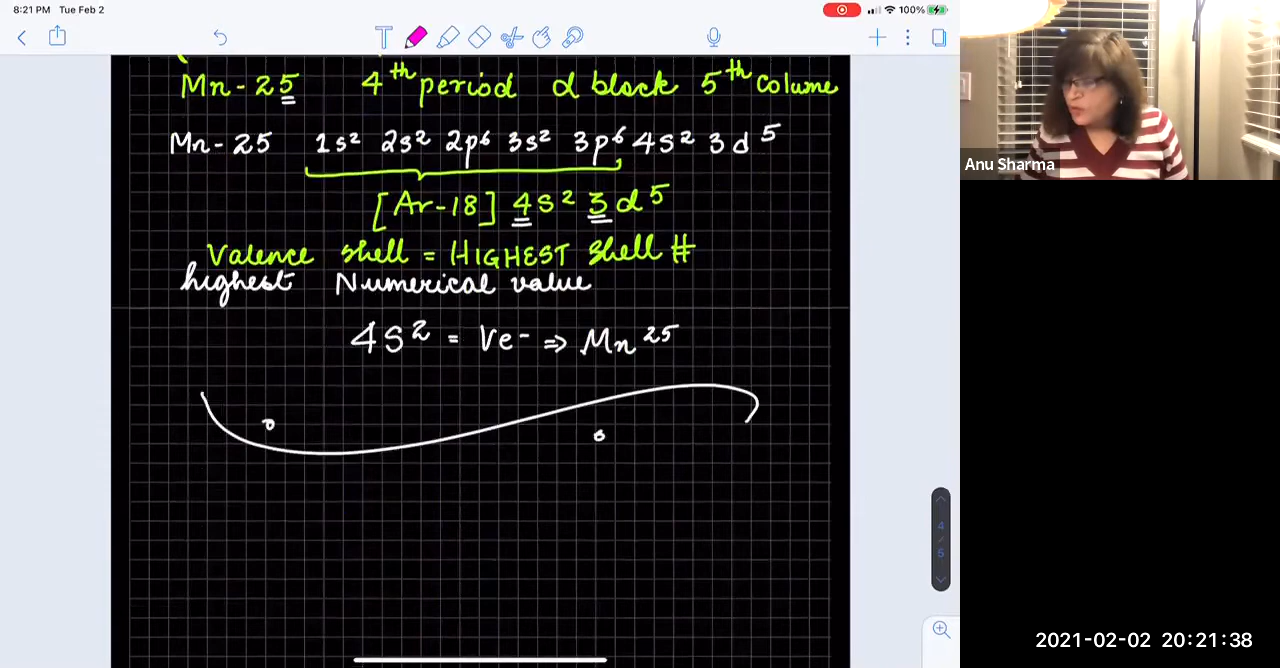 8:21 PM Tue Feb 2
100%
Mn-25 4th period d block 5th Column
Mn-25 1s² 2s² 2p⁶ 3s² 3p⁶ 4s² 3d⁵
[Ar-18] 4s² 3d⁵
Valence shell = HIGHEST Shell #
highest Numerical value
4s² = Ve⁻ ⇒ Mn²⁵
Anu Sharma
4
5
2021-02-02 20:21:38